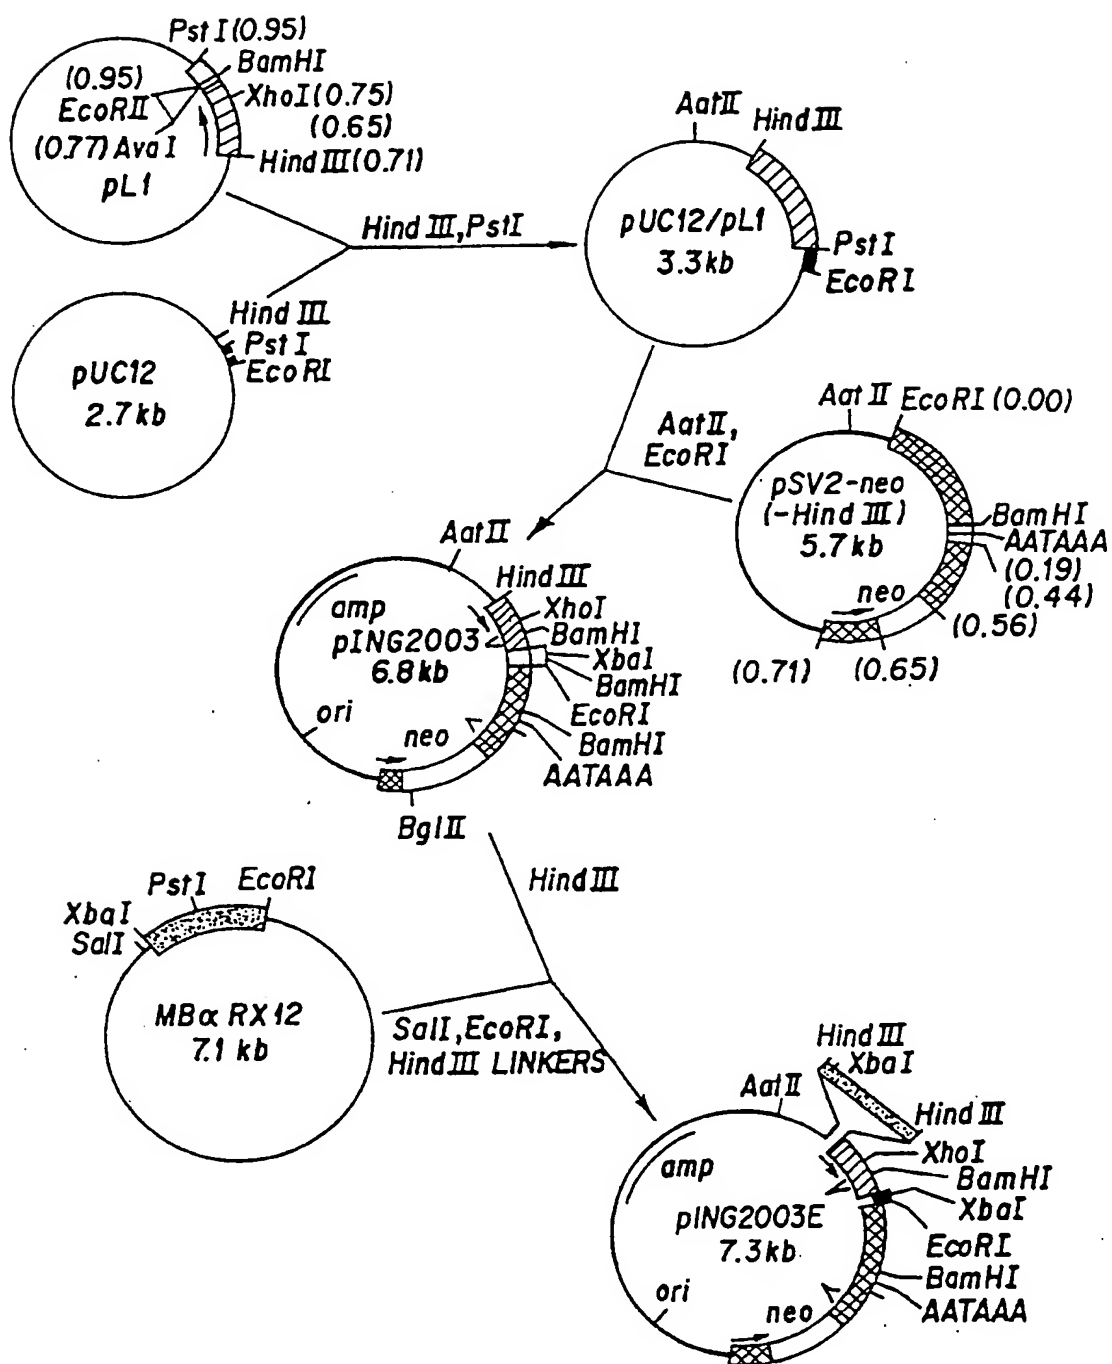 Pst I (0.95)
BamHI
(0.95)
EcoRII
XhoI (0.75)
(0.65)
(0.77) Ava I
Hind III (0.71)
pL1
Hind III, PstI
AatII
Hind III
pUC12/pL1
3.3 kb
PstI
EcoRI
Hind III
Pst I
EcoRI
pUC12
2.7 kb
AatII,
EcoRI
Aat II
EcoRI (0.00)
pSV2-neo
(-Hind III)
5.7 kb
BamHI
AATAAA
(0.19)
(0.44)
(0.56)
neo
(0.71)
(0.65)
AatII
Hind III
XhoI
BamHI
XbaI
BamHI
EcoRI
BamHI
AATAAA
amp
pING2003
6.8 kb
ori
neo
BglII
Hind III
PstI
EcoRI
XbaI
SalI
MBα RX12
7.1 kb
SalI, EcoRI,
Hind III LINKERS
Hind III
XbaI
AatII
Hind III
XhoI
BamHI
XbaI
EcoRI
BamHI
AATAAA
amp
pING2003E
7.3 kb
ori
neo